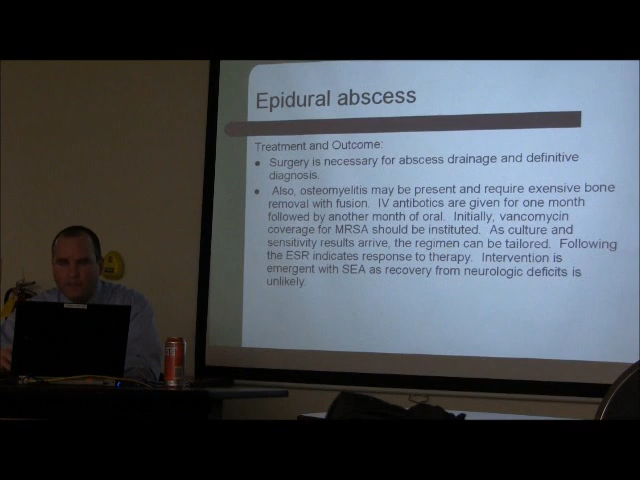 Epidural abscess
Treatment and Outcome:
● Surgery is necessary for abscess drainage and definitive
diagnosis.
● Also, osteomyelitis may be present and require exensive bone
removal with fusion. IV antibotics are given for one month
followed by another month of oral. Initially, vancomycin
coverage for MRSA should be instituted. As culture and
sensitivity results arrive, the regimen can be tailored. Following
the ESR indicates response to therapy. Intervention is
emergent with SEA as recovery from neurologic deficits is
unlikely.